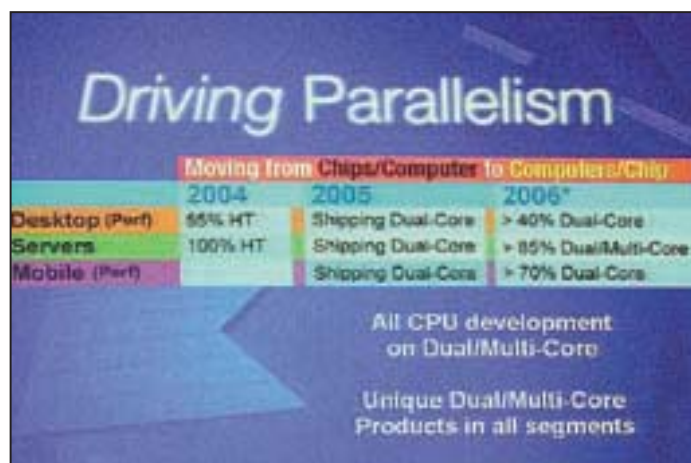 Driving Parallelism
Moving from Chips/Computer to Computers/Chip
2004 2005 2006*
Desktop (Perf) HT Shipping Dual-Core > 40% Dual-Core
Servers 100% HT Shipping Dual-Core > 85% Dual/Multi-Core
Mobile (Perf) Shipping Dual-Core > 70% Dual-Core
All CPU development
on Dual/Multi-Core
Unique Dual/Multi-Core
Products in all segments